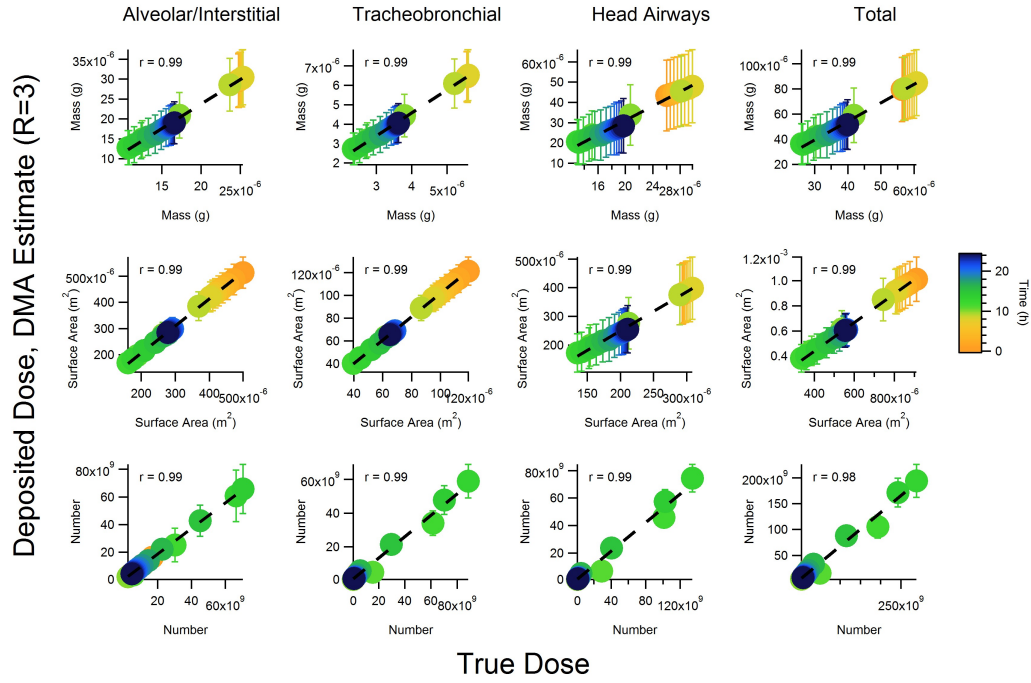 Alveolar/Interstitial Tracheobronchial Head Airways Total
Deposited Dose, DMA Estimate (R=3)
Mass (g)
35x10⁻⁶
30
25
20
15
10
r = 0.99
15 20 25x10⁻⁶
Mass (g)
Mass (g)
7x10⁻⁶
6
5
4
3
2
r = 0.99
3 4 5x10⁻⁶
Mass (g)
Mass (g)
60x10⁻⁶
50
40
30
20
10
r = 0.99
16 20 24 28x10⁻⁶
Mass (g)
Mass (g)
100x10⁻⁶
80
60
40
20
r = 0.99
30 40 50 60x10⁻⁶
Mass (g)
Surface Area (m²)
500x10⁻⁶
400
300
200
r = 0.99
200 300 400 500x10⁻⁶
Surface Area (m²)
Surface Area (m²)
120x10⁻⁶
100
80
60
40
r = 0.99
40 60 80 100 120x10⁻⁶
Surface Area (m²)
Surface Area (m²)
500x10⁻⁶
400
300
200
r = 0.99
150 200 250 300x10⁻⁶
Surface Area (m²)
Surface Area (m²)
1.2x10⁻³
1.0
0.8
0.6
0.4
r = 0.99
400 600 800x10⁻⁶
Surface Area (m²)
20
10
0
Time (h)
Number
80x10⁹
60
40
20
0
r = 0.99
20 40 60x10⁹
Number
Number
60x10⁹
40
20
0
r = 0.99
0 20 40 60 80x10⁹
Number
Number
80x10⁹
60
40
20
0
r = 0.99
0 40 80 120x10⁹
Number
Number
200x10⁹
150
100
50
r = 0.98
250x10⁹
Number
True Dose